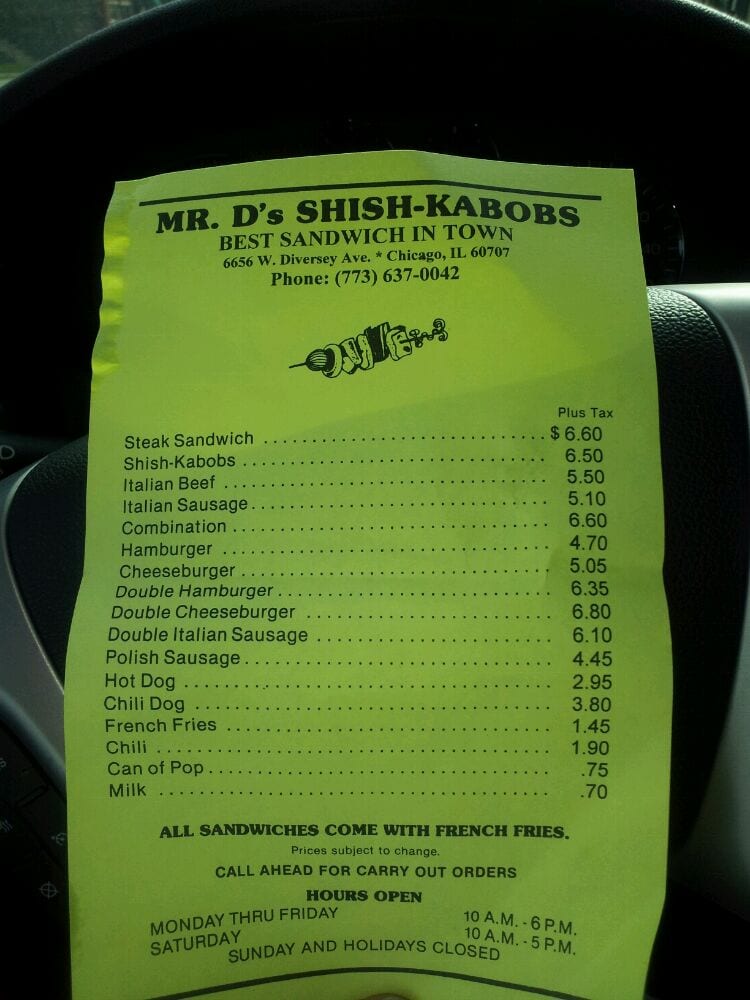 MR. D's SHISH-KABOBS
BEST SANDWICH IN TOWN
6656 W. Diversey Ave. * Chicago, IL 60707
Phone: (773) 637-0042
Plus Tax
Steak Sandwich ............................ $ 6.60
Shish-Kabobs ............................ 6.50
Italian Beef ............................ 5.50
Italian Sausage ............................ 5.10
Combination ............................ 6.60
Hamburger ............................ 4.70
Cheeseburger ............................ 5.05
Double Hamburger ............................ 6.35
Double Cheeseburger ............................ 6.80
Double Italian Sausage ............................ 6.10
Polish Sausage ............................ 4.45
Hot Dog ............................ 2.95
Chili Dog ............................ 3.80
French Fries ............................ 1.45
Chili ............................ 1.90
Can of Pop ............................ .75
Milk ............................ .70
ALL SANDWICHES COME WITH FRENCH FRIES.
Prices subject to change.
CALL AHEAD FOR CARRY OUT ORDERS
HOURS OPEN
MONDAY THRU FRIDAY 10 A.M. - 6 P.M.
SATURDAY 10 A.M. - 5 P.M.
SUNDAY AND HOLIDAYS CLOSED